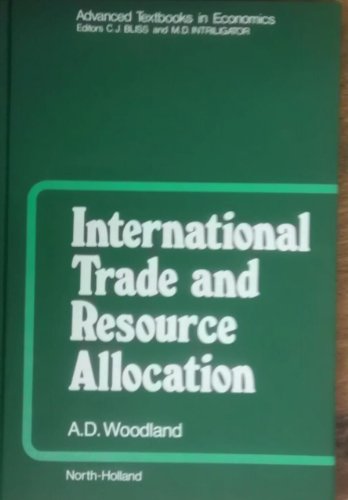 Advanced Textbooks in Economics
Editors C.J. BLISS and M.D. INTRILIGATOR
International
Trade and
Resource
Allocation
A.D. Woodland
North-Holland